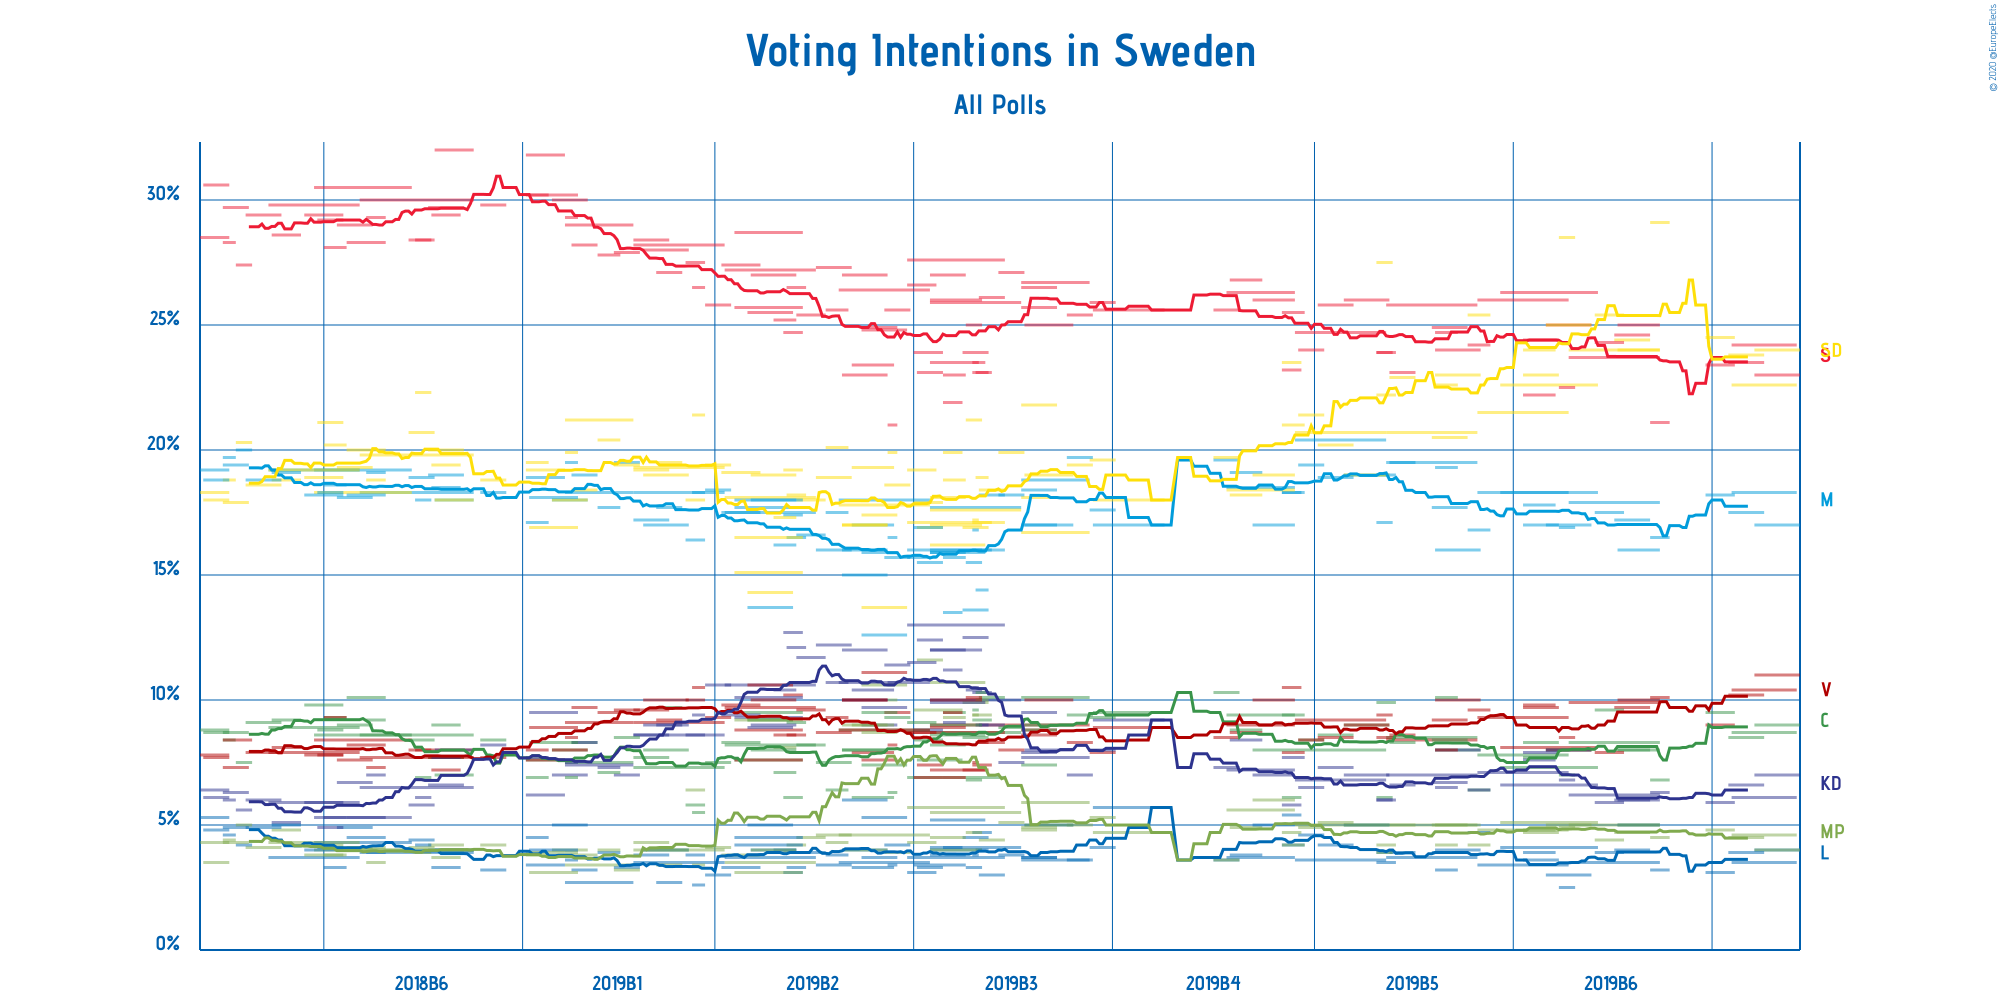 Voting Intentions in Sweden
All Polls
© 2020 @EuropeElects
30%
25%
20%
15%
10%
5%
0%
SD
S
M
V
C
KD
MP
L
2018B6 2019B1 2019B2 2019B3 2019B4 2019B5 2019B6